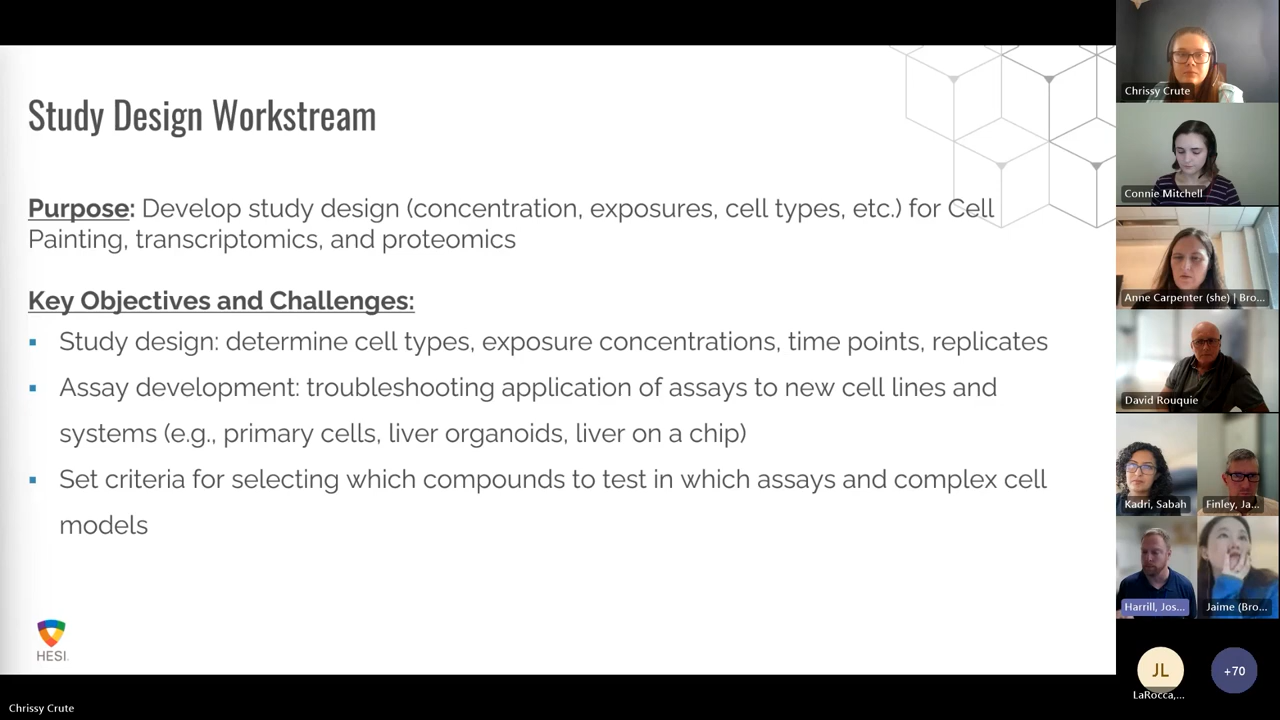 Study Design Workstream
Purpose: Develop study design (concentration, exposures, cell types, etc.) for Cell
Painting, transcriptomics, and proteomics
Key Objectives and Challenges:
▪ Study design: determine cell types, exposure concentrations, time points, replicates
▪ Assay development: troubleshooting application of assays to new cell lines and
systems (e.g., primary cells, liver organoids, liver on a chip)
▪ Set criteria for selecting which compounds to test in which assays and complex cell
models
HESI
Chrissy Crute
Chrissy Crute
Connie Mitchell
Anne Carpenter (she) | Bro...
David Rouquie
Kadri, Sabah
Finley, Ja...
Harrill, Jos...
Jaime (Bro...
JL
LaRocca,...
+70